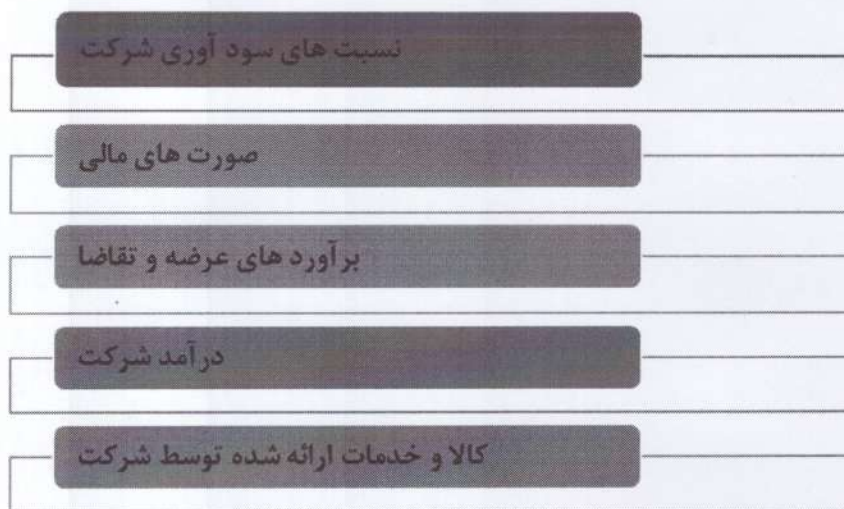 نسبت های سود آوری شرکت
صورت های مالی
برآورد های عرضه و تقاضا
درآمد شرکت
کالا و خدمات ارائه شده توسط شرکت